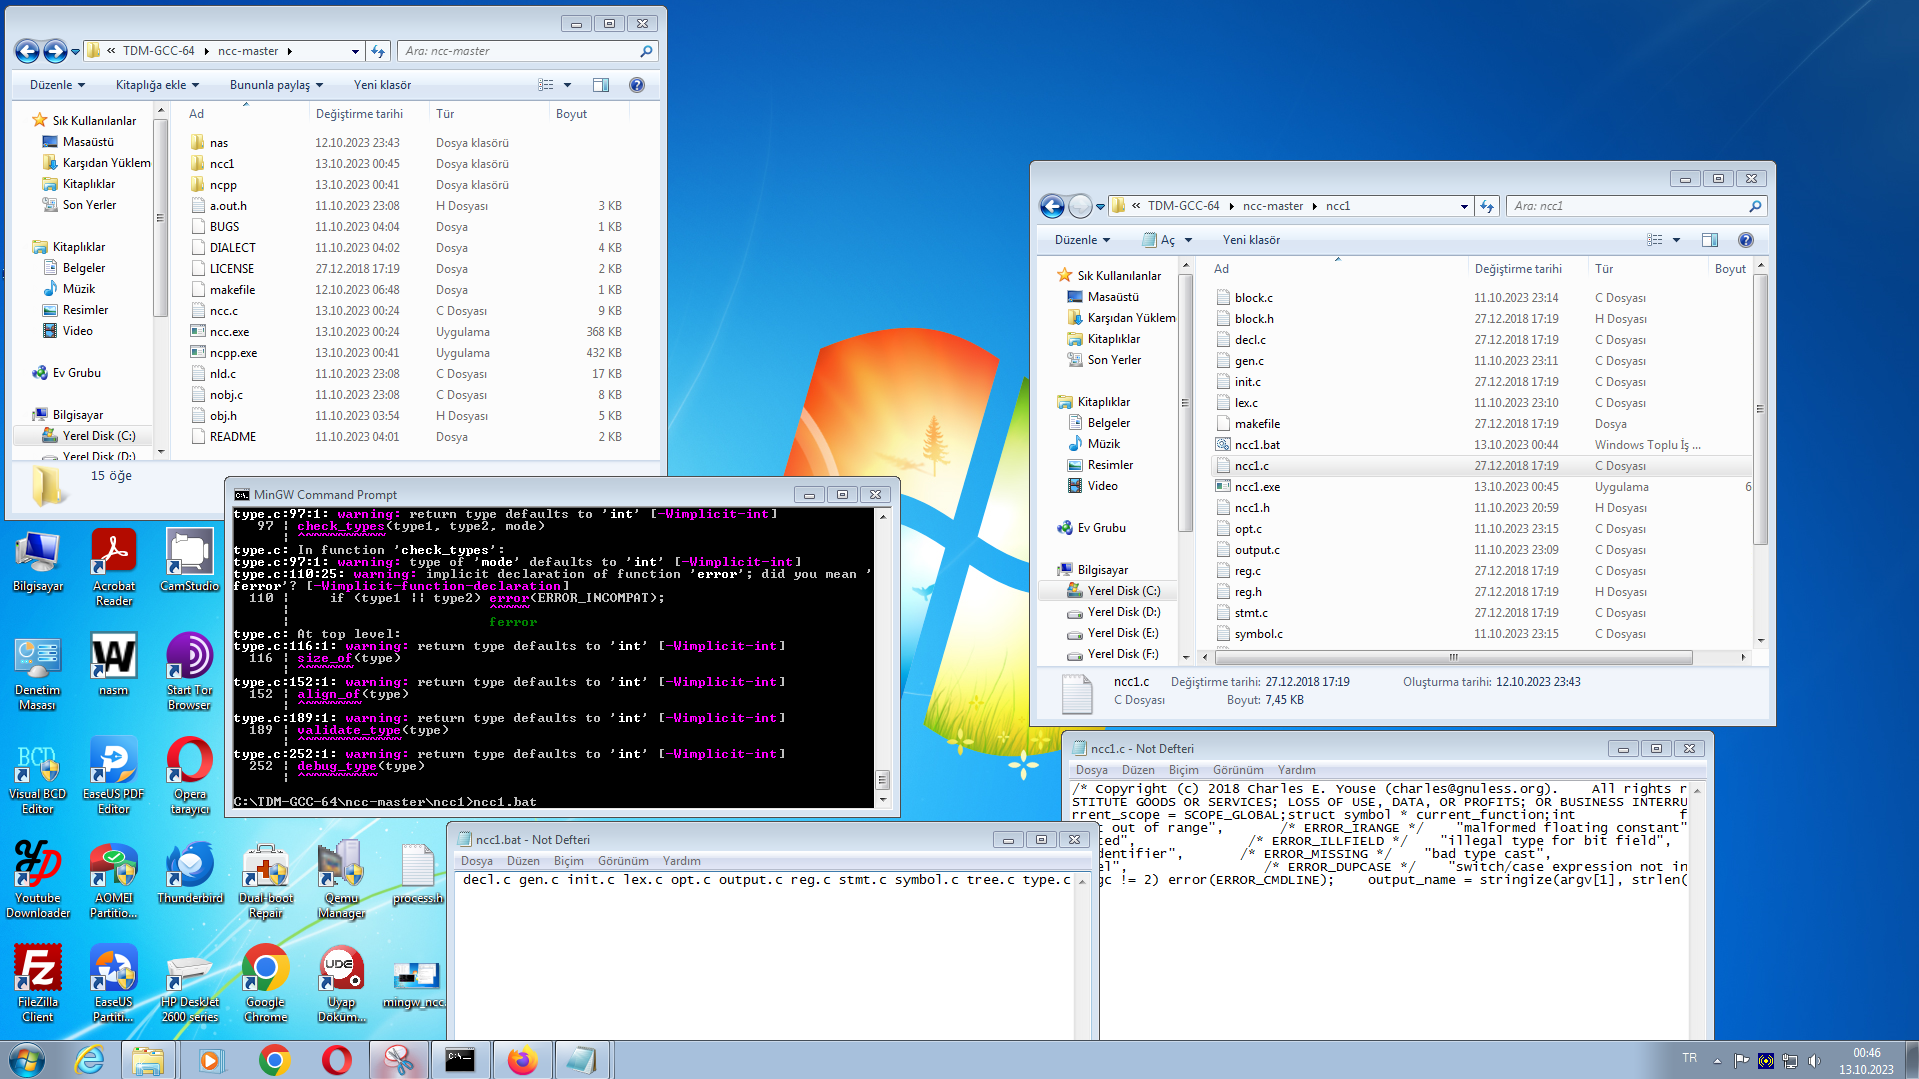 « TDM-GCC-64 ▸ ncc-master ▸
Ara: ncc-master
Düzenle Kitaplığa ekle Bununla paylaş Yeni klasör
Sık Kullanılanlar
Masaüstü
Karşıdan Yüklem
Kitaplıklar
Son Yerler
Kitaplıklar
Belgeler
Müzik
Resimler
Video
Ev Grubu
Bilgisayar
Yerel Disk (C:)
Yerel Disk (D:)
Ad Değiştirme tarihi Tür Boyut
nas 12.10.2023 23:43 Dosya klasörü
ncc1 13.10.2023 00:45 Dosya klasörü
ncpp 13.10.2023 00:41 Dosya klasörü
a.out.h 11.10.2023 23:08 H Dosyası 3 KB
BUGS 11.10.2023 04:04 Dosya 1 KB
DIALECT 11.10.2023 04:02 Dosya 4 KB
LICENSE 27.12.2018 17:19 Dosya 2 KB
makefile 12.10.2023 06:48 Dosya 1 KB
ncc.c 13.10.2023 00:24 C Dosyası 9 KB
ncc.exe 13.10.2023 00:24 Uygulama 368 KB
ncpp.exe 13.10.2023 00:41 Uygulama 432 KB
nld.c 11.10.2023 23:08 C Dosyası 17 KB
nobj.c 11.10.2023 23:08 C Dosyası 8 KB
obj.h 11.10.2023 03:54 H Dosyası 5 KB
README 11.10.2023 04:01 Dosya 2 KB
15 öğe
« TDM-GCC-64 ▸ ncc-master ▸ ncc1
Ara: ncc1
Düzenle Aç Yeni klasör
Sık Kullanılanlar
Masaüstü
Karşıdan Yüklem
Kitaplıklar
Son Yerler
Kitaplıklar
Belgeler
Müzik
Resimler
Video
Ev Grubu
Bilgisayar
Yerel Disk (C:)
Yerel Disk (D:)
Yerel Disk (E:)
Yerel Disk (F:)
Ad Değiştirme tarihi Tür Boyut
block.c 11.10.2023 23:14 C Dosyası
block.h 27.12.2018 17:19 H Dosyası
decl.c 27.12.2018 17:19 C Dosyası
gen.c 11.10.2023 23:11 C Dosyası
init.c 27.12.2018 17:19 C Dosyası
lex.c 11.10.2023 23:10 C Dosyası
makefile 27.12.2018 17:19 Dosya
ncc1.bat 13.10.2023 00:44 Windows Toplu İş ...
ncc1.c 27.12.2018 17:19 C Dosyası
ncc1.exe 13.10.2023 00:45 Uygulama 6
ncc1.h 11.10.2023 20:59 H Dosyası
opt.c 11.10.2023 23:15 C Dosyası
output.c 11.10.2023 23:09 C Dosyası
reg.c 27.12.2018 17:19 C Dosyası
reg.h 27.12.2018 17:19 H Dosyası
stmt.c 27.12.2018 17:19 C Dosyası
symbol.c 11.10.2023 23:15 C Dosyası
ncc1.c Değiştirme tarihi: 27.12.2018 17:19 Oluşturma tarihi: 12.10.2023 23:43
C Dosyası Boyut: 7,45 KB
MinGW Command Prompt
type.c:97:1: warning: return type defaults to 'int' [-Wimplicit-int]
97 | check_types(type1, type2, mode)
| ^~~~~~~~~~~
type.c: In function 'check_types':
type.c:97:1: warning: type of 'mode' defaults to 'int' [-Wimplicit-int]
type.c:110:25: warning: implicit declaration of function 'error'; did you mean '
ferror'? [-Wimplicit-function-declaration]
110 | if (type1 || type2) error(ERROR_INCOMPAT);
| ^~~~~
| ferror
type.c: At top level:
type.c:116:1: warning: return type defaults to 'int' [-Wimplicit-int]
116 | size_of(type)
| ^~~~~~~
type.c:152:1: warning: return type defaults to 'int' [-Wimplicit-int]
152 | align_of(type)
| ^~~~~~~~
type.c:189:1: warning: return type defaults to 'int' [-Wimplicit-int]
189 | validate_type(type)
| ^~~~~~~~~~~~~
type.c:252:1: warning: return type defaults to 'int' [-Wimplicit-int]
252 | debug_type(type)
| ^~~~~~~~~~
C:\TDM-GCC-64\ncc-master\ncc1>ncc1.bat
ncc1.c - Not Defteri
Dosya Düzen Biçim Görünüm Yardım
/* Copyright (c) 2018 Charles E. Youse (charles@gnuless.org). All rights r
STITUTE GOODS OR SERVICES; LOSS OF USE, DATA, OR PROFITS; OR BUSINESS INTERRU
rrent_scope = SCOPE_GLOBAL;struct symbol * current_function;int f
t out of range", /* ERROR_IRANGE */ "malformed floating constant"
ted", /* ERROR_ILLFIELD */ "illegal type for bit field",
dentifier", /* ERROR_MISSING */ "bad type cast",
el", /* ERROR_DUPCASE */ "switch/case expression not in
gc != 2) error(ERROR_CMDLINE); output_name = stringize(argv[1], strlen(
ncc1.bat - Not Defteri
Dosya Düzen Biçim Görünüm Yardım
decl.c gen.c init.c lex.c opt.c output.c reg.c stmt.c symbol.c tree.c type.c
Bilgisayar
Acrobat Reader
CamStudio
Denetim Masası
nasm
Start Tor Browser
Visual BCD Editor
EaseUS PDF Editor
Opera tarayıcı
Youtube Downloader
AOMEI Partitio...
Thunderbird
Dual-boot Repair
Qemu Manager
process.h
FileZilla Client
EaseUS Partiti...
HP DeskJet 2600 series
Google Chrome
Uyap Doküm...
mingw_ncc.
TR
00:46
13.10.2023